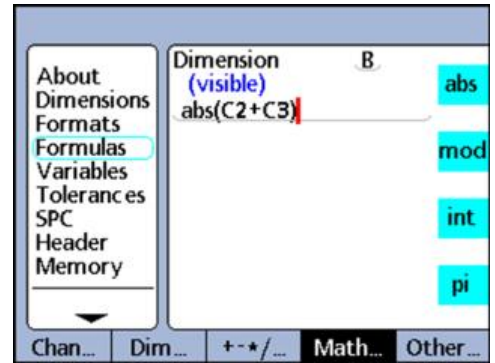 About
Dimensions
Formats
Formulas
Variables
Tolerances
SPC
Header
Memory
Dimension B
(visible)
abs(C2+C3)
abs
mod
int
pi
Chan... Dim... +-*/... Math... Other...